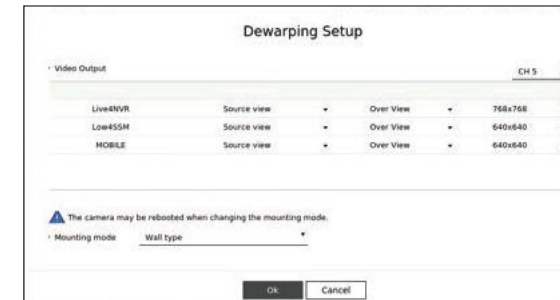 Dewarping Setup
Video Output CH 5
Live4NVR Source view Over View 768x768
Low4SSM Source view Over View 640x640
MOBILE Source view Over View 640x640
The camera may be rebooted when changing the mounting mode.
Mounting mode Wall type
Ok Cancel